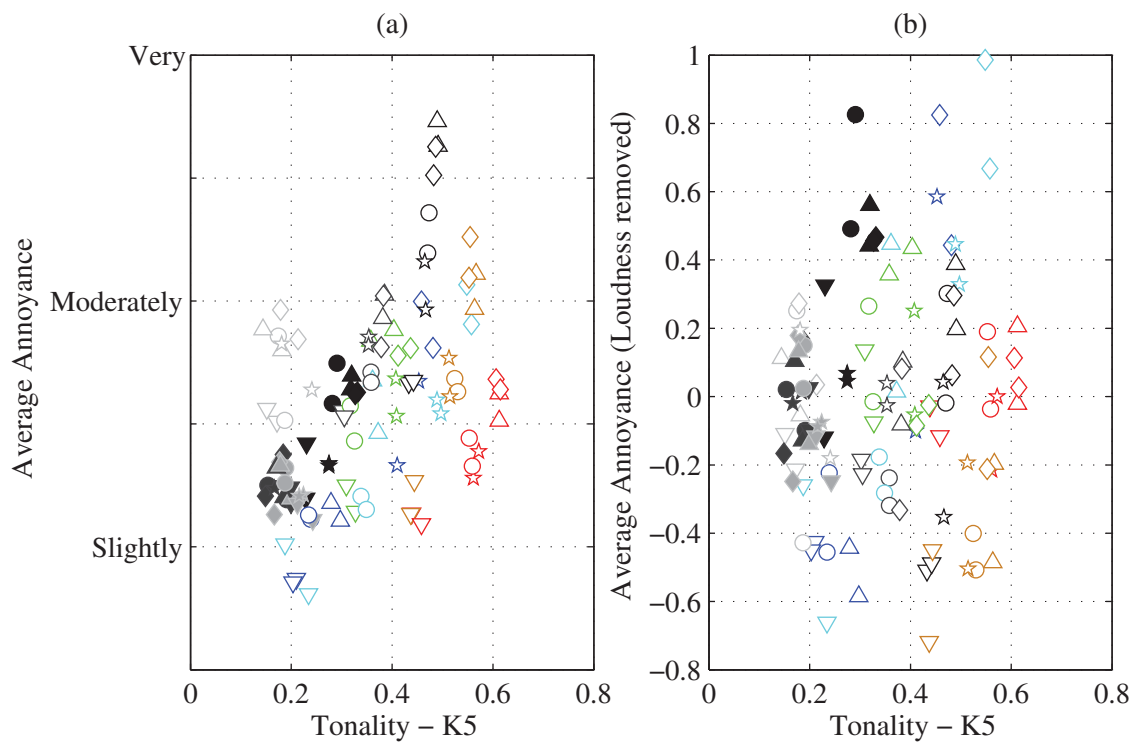 (a)
Very
Moderately
Slightly
Average Annoyance
0
0.2
0.4
0.6
0.8
Tonality − K5
(b)
1
0.8
0.6
0.4
0.2
0
−0.2
−0.4
−0.6
−0.8
Average Annoyance (Loudness removed)
0
0.2
0.4
0.6
0.8
Tonality − K5